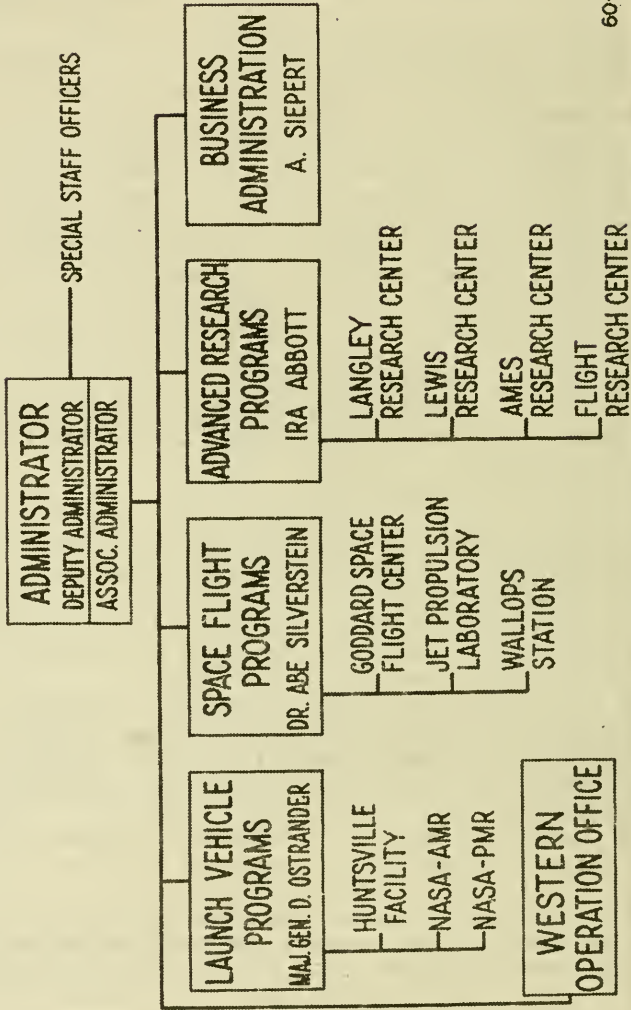 ADMINISTRATOR
DEPUTY ADMINISTRATOR
ASSOC. ADMINISTRATOR
SPECIAL STAFF OFFICERS
LAUNCH VEHICLE
PROGRAMS
MAJ. GEN. D. OSTRANDER
HUNTSVILLE
FACILITY
NASA-AMR
NASA-PMR
SPACE FLIGHT
PROGRAMS
DR. ABE SILVERSTEIN
GODDARD SPACE
FLIGHT CENTER
JET PROPULSION
LABORATORY
WALLOPS
STATION
ADVANCED RESEARCH
PROGRAMS
IRA ABBOTT
LANGLEY
RESEARCH CENTER
LEWIS
RESEARCH CENTER
AMES
RESEARCH CENTER
FLIGHT
RESEARCH CENTER
BUSINESS
ADMINISTRATION
A. SIEPERT
WESTERN
OPERATION OFFICE